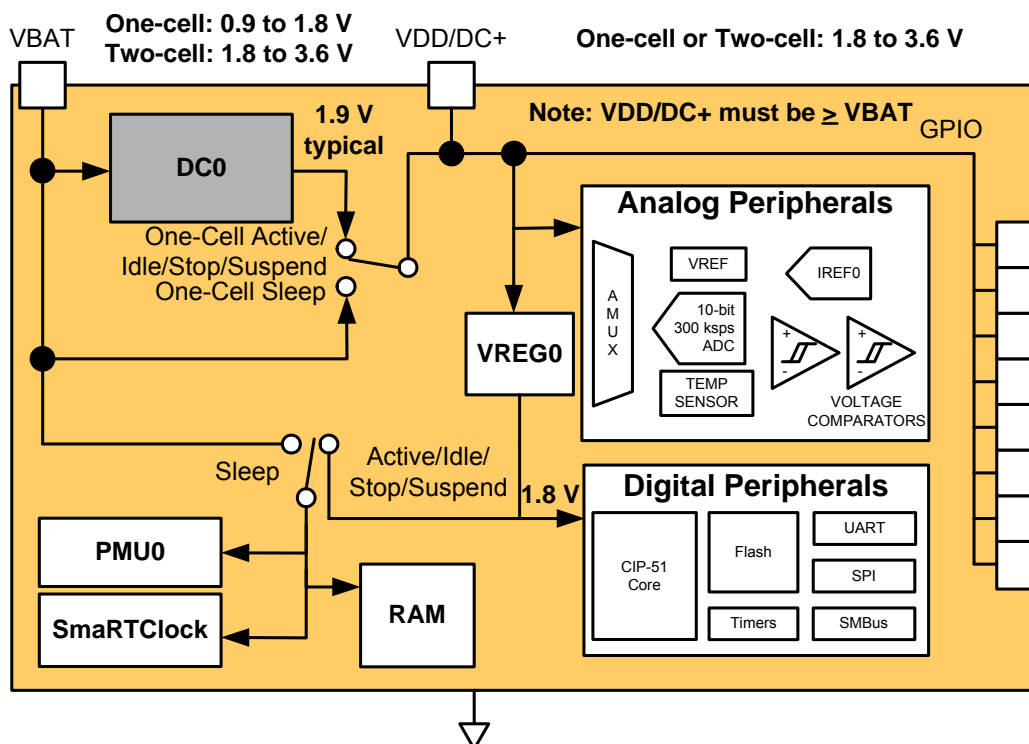 VBAT
One-cell: 0.9 to 1.8 V
Two-cell: 1.8 to 3.6 V
VDD/DC+
One-cell or Two-cell: 1.8 to 3.6 V
Note: VDD/DC+ must be ≥ VBAT
GPIO
1.9 V
typical
DC0
One-Cell Active/
Idle/Stop/Suspend
One-Cell Sleep
VREG0
Analog Peripherals
A
M
U
X
VREF
IREF0
10-bit
300 ksps
ADC
+
-
+
-
TEMP
SENSOR
VOLTAGE
COMPARATORS
Sleep
Active/Idle/
Stop/Suspend
1.8 V
Digital Peripherals
CIP-51
Core
Flash
UART
SPI
Timers
SMBus
PMU0
SmaRTClock
RAM